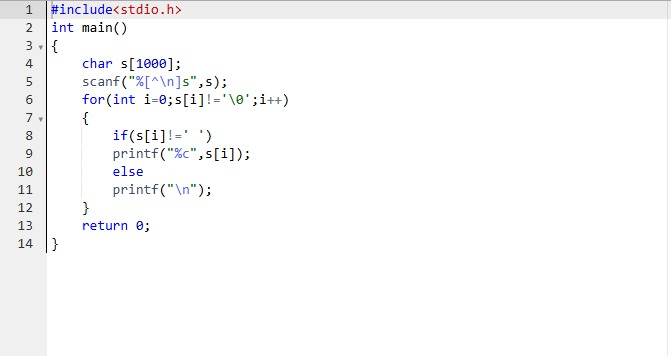 1 #include<stdio.h>
2 int main()
3 {
4 char s[1000];
5 scanf("%[^\n]s",s);
6 for(int i=0;s[i]!='\0';i++)
7 {
8 if(s[i]!=' ')
9 printf("%c",s[i]);
10 else
11 printf("\n");
12 }
13 return 0;
14 }